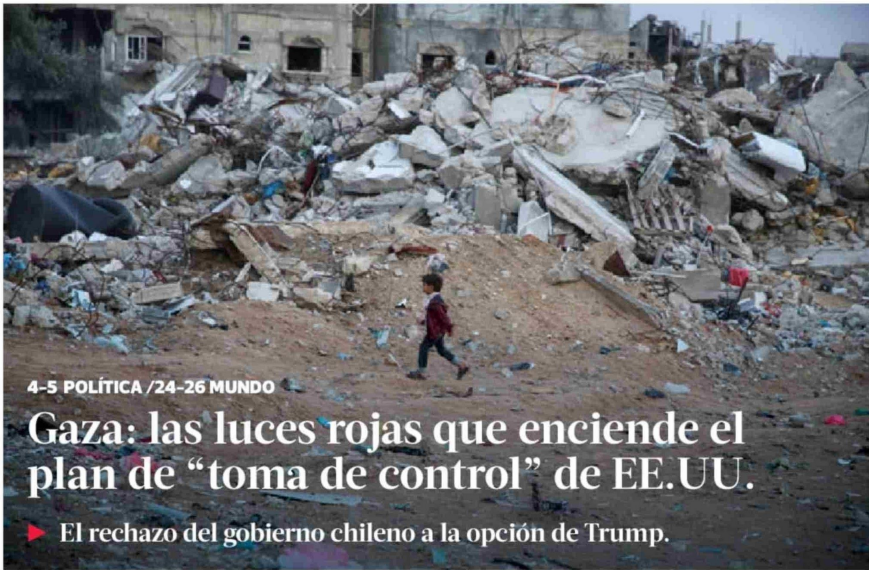 4-5 POLÍTICA /24-26 MUNDO
Gaza: las luces rojas que enciende el
plan de “toma de control” de EE.UU.
El rechazo del gobierno chileno a la opción de Trump.